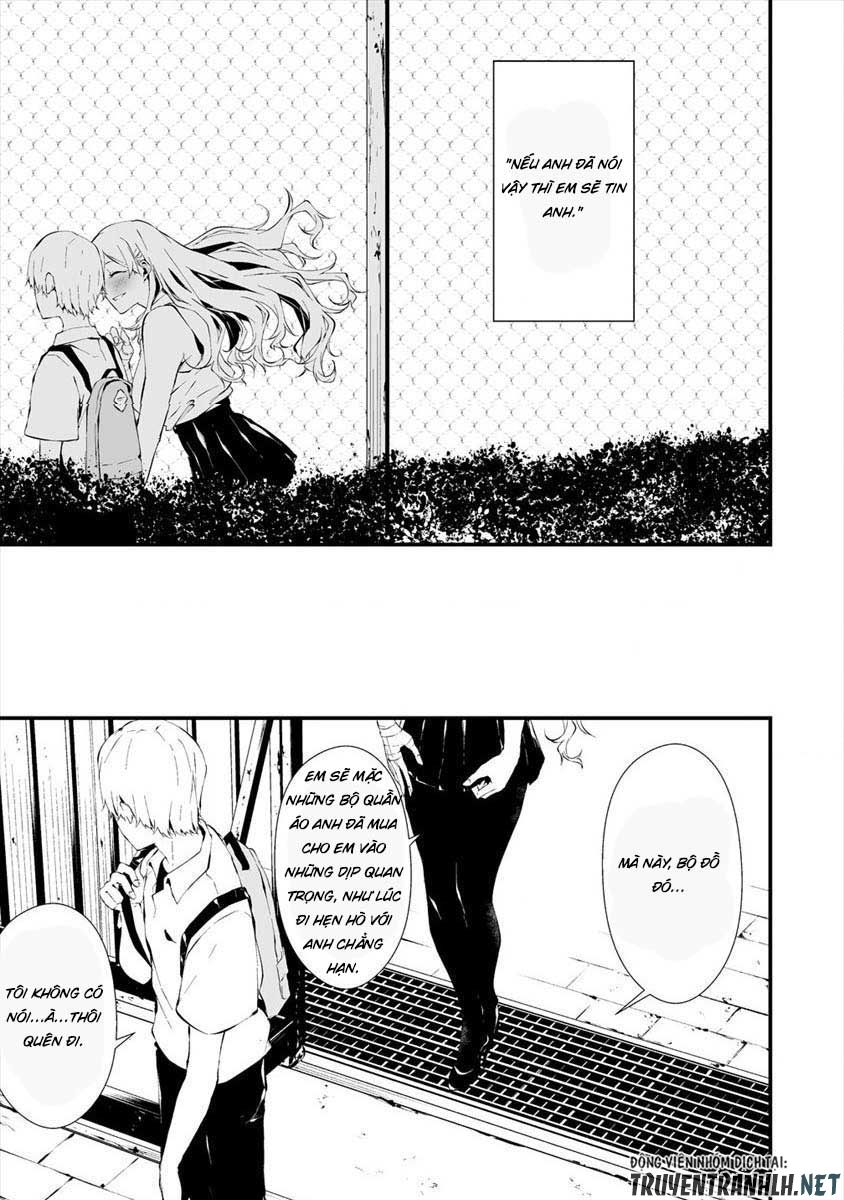 "NẾU ANH ĐÃ NÓI
VẬY THÌ EM SẼ TIN
ANH."
MÀ NÀY, BỘ ĐỒ
ĐÓ...
EM SẼ MẶC
NHỮNG BỘ QUẦN
ÁO ANH ĐÃ MUA
CHO EM VÀO
NHỮNG DỊP QUAN
TRỌNG, NHƯ LÚC
ĐI HẸN HÒ VỚI
ANH CHẲNG
HẠN.
TÔI KHÔNG CÓ
NÓI...À...THÔI
QUÊN ĐI.
ĐỘNG VIÊN NHÓM DỊCH TẠI:
TRUYENTRANHLH.NET